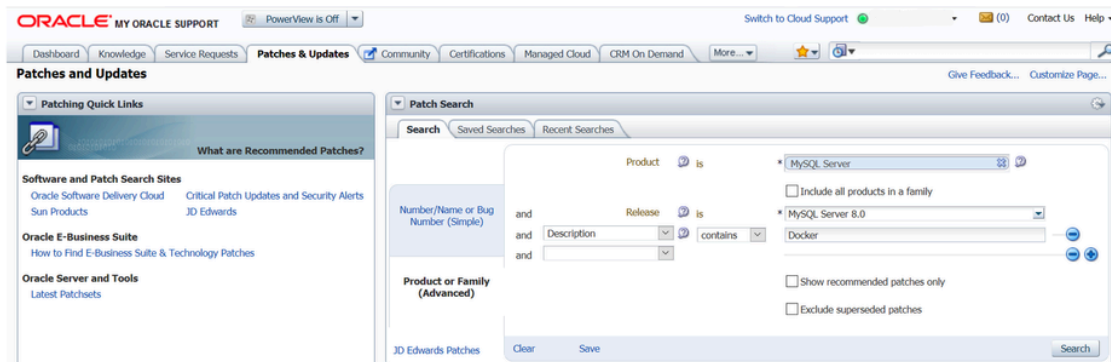 ORACLE MY ORACLE SUPPORT PowerView is Off Switch to Cloud Support (0) Contact Us Help
Dashboard Knowledge Service Requests Patches & Updates Community Certifications Managed Cloud CRM On Demand More...
Patches and Updates
Give Feedback... Customize Page...
Patching Quick Links
What are Recommended Patches?
Software and Patch Search Sites
Oracle Software Delivery Cloud Critical Patch Updates and Security Alerts
Sun Products JD Edwards
Oracle E-Business Suite
How to Find E-Business Suite & Technology Patches
Oracle Server and Tools
Latest Patchsets
Patch Search
Search Saved Searches Recent Searches
Number/Name or Bug
Number (Simple)
Product or Family
(Advanced)
JD Edwards Patches
Product is * MySQL Server
Include all products in a family
and Release is * MySQL Server 8.0
and Description contains Docker
and
Show recommended patches only
Exclude superseded patches
Clear Save Search